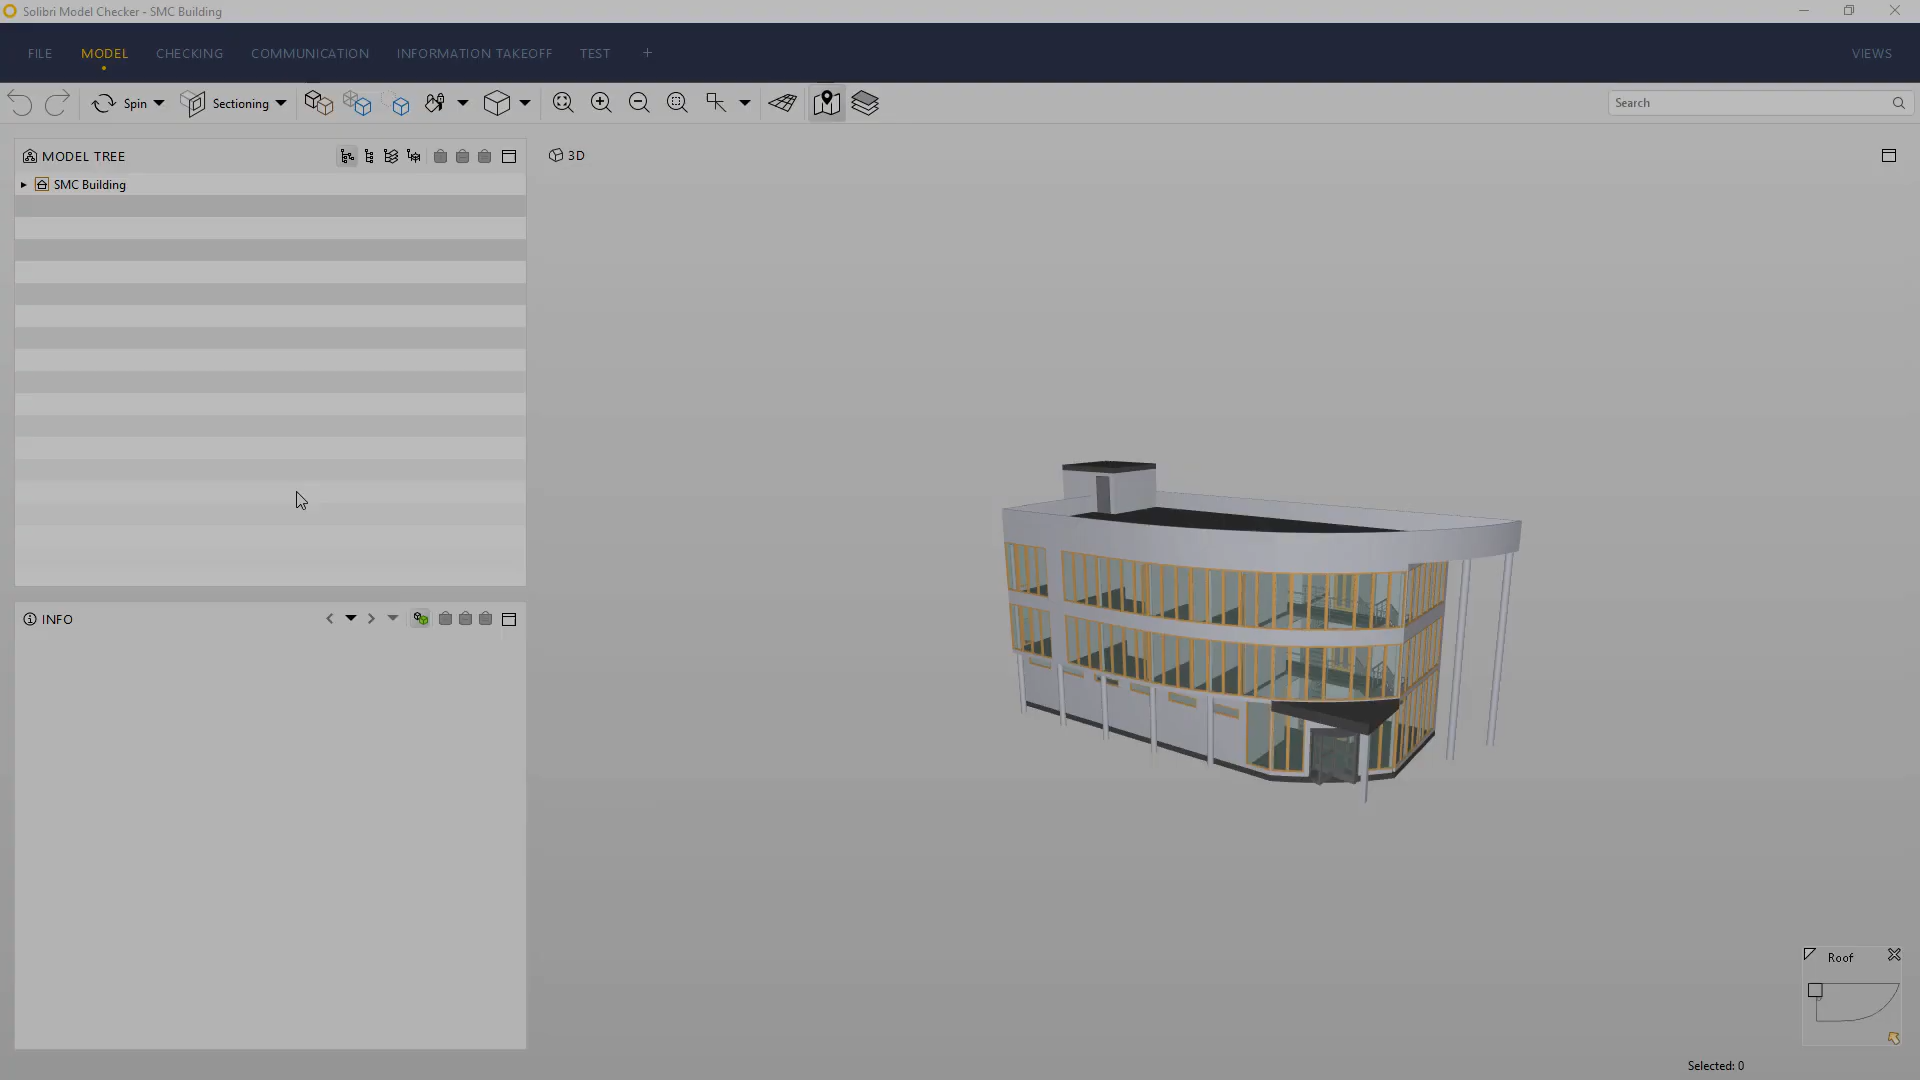 Solibri Model Checker - SMC Building
FILE MODEL CHECKING COMMUNICATION INFORMATION TAKEOFF TEST + VIEWS
Spin Sectioning Search
MODEL TREE
3D
SMC Building
INFO
Roof
Selected: 0